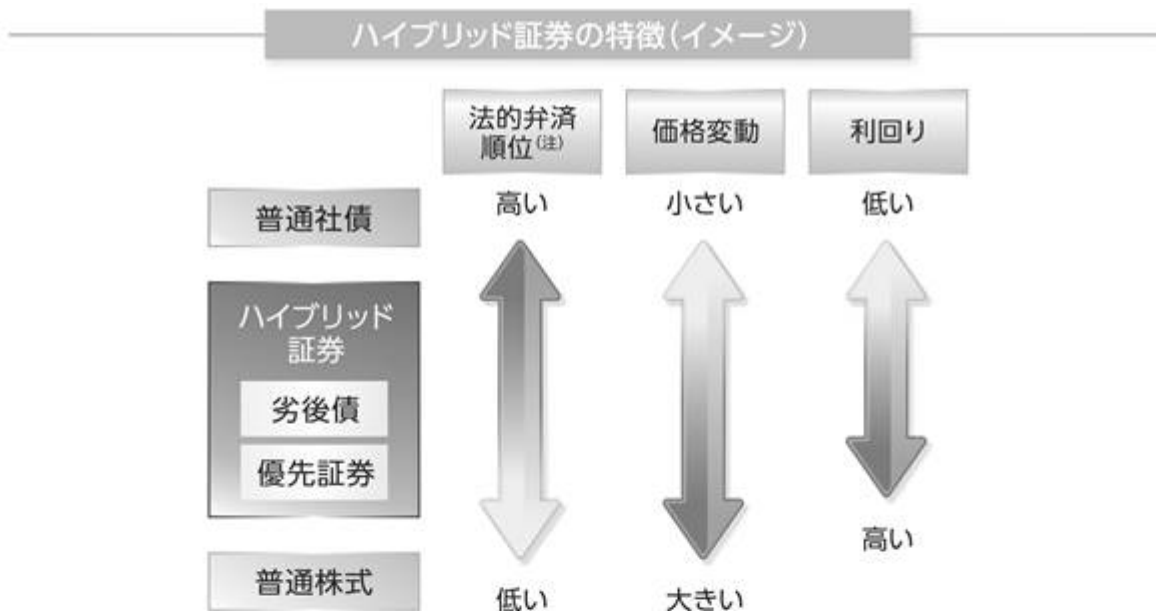 ハイブリッド証券の特徴(イメージ)
法的弁済
順位(注)
価格変動
利回り
普通社債
高い
小さい
低い
ハイブリッド
証券
劣後債
優先証券
高い
普通株式
低い
大きい